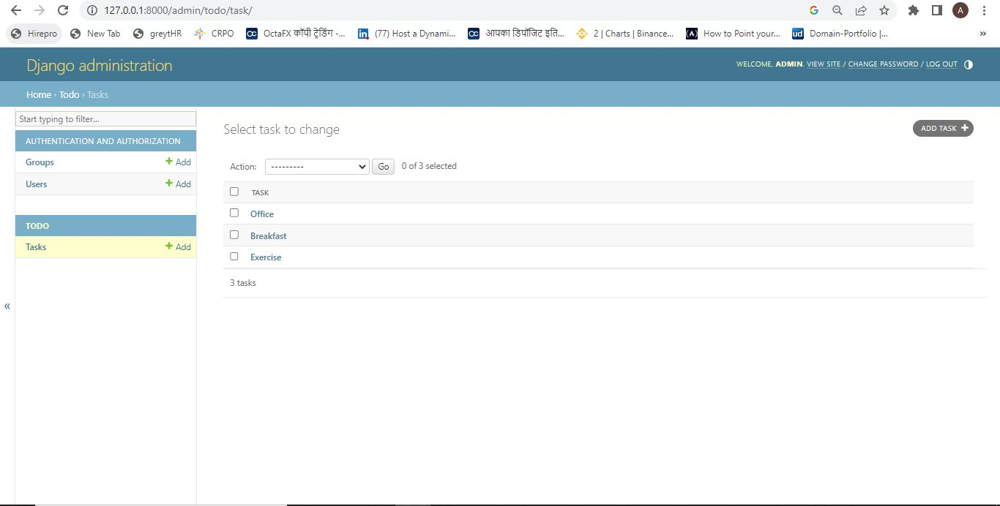 127.0.0.1:8000/admin/todo/task/
A
Hirepro New Tab greytHR CRPO OctaFX कॉपी ट्रेडिंग -... (77) Host a Dynami... आपका डिपॉजिट इति... 2 | Charts | Binance... How to Point your... Domain-Portfolio |... »
Django administration
WELCOME, ADMIN. VIEW SITE / CHANGE PASSWORD / LOG OUT
Home › Todo › Tasks
Start typing to filter...
AUTHENTICATION AND AUTHORIZATION
Groups + Add
Users + Add
TODO
Tasks + Add
«
Select task to change
ADD TASK +
Action: --------- Go 0 of 3 selected
TASK
Office
Breakfast
Exercise
3 tasks